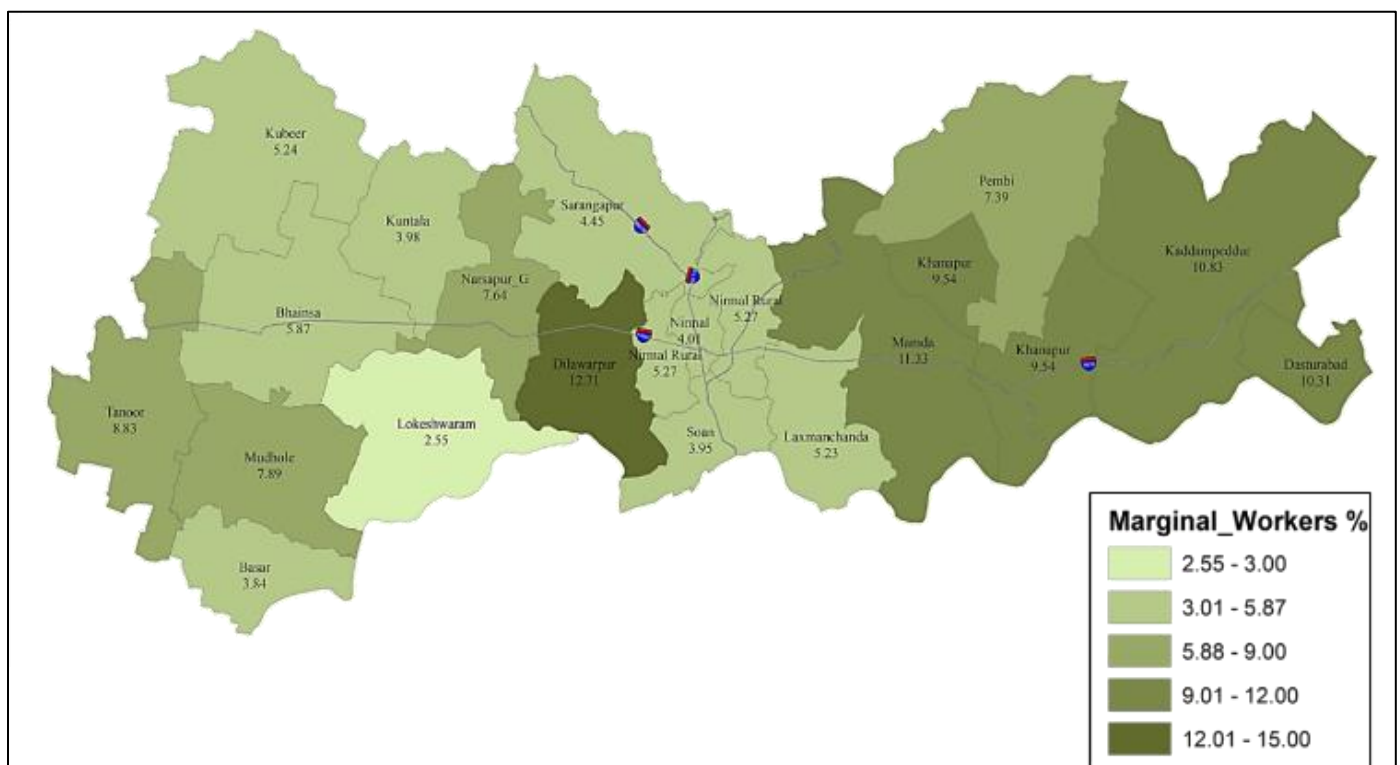 Kubeer
5.24
Kuntala
3.98
Sarangapur
4.45
Pembi
7.39
Khanapur
9.54
Kaddampeddur
10.83
Narsapur_G
7.64
Bhainsa
5.87
Nirmal Rural
5.27
Nirmal
4.01
Nirmal Rural
5.27
Dilawarpur
12.71
Mamda
11.33
Khanapur
9.54
Dasturabad
10.31
Tanoor
8.83
Lokeshwaram
2.55
Mudhole
7.89
Soan
3.95
Laxmanchanda
5.23
Basar
3.84
Marginal_Workers %
2.55 - 3.00
3.01 - 5.87
5.88 - 9.00
9.01 - 12.00
12.01 - 15.00